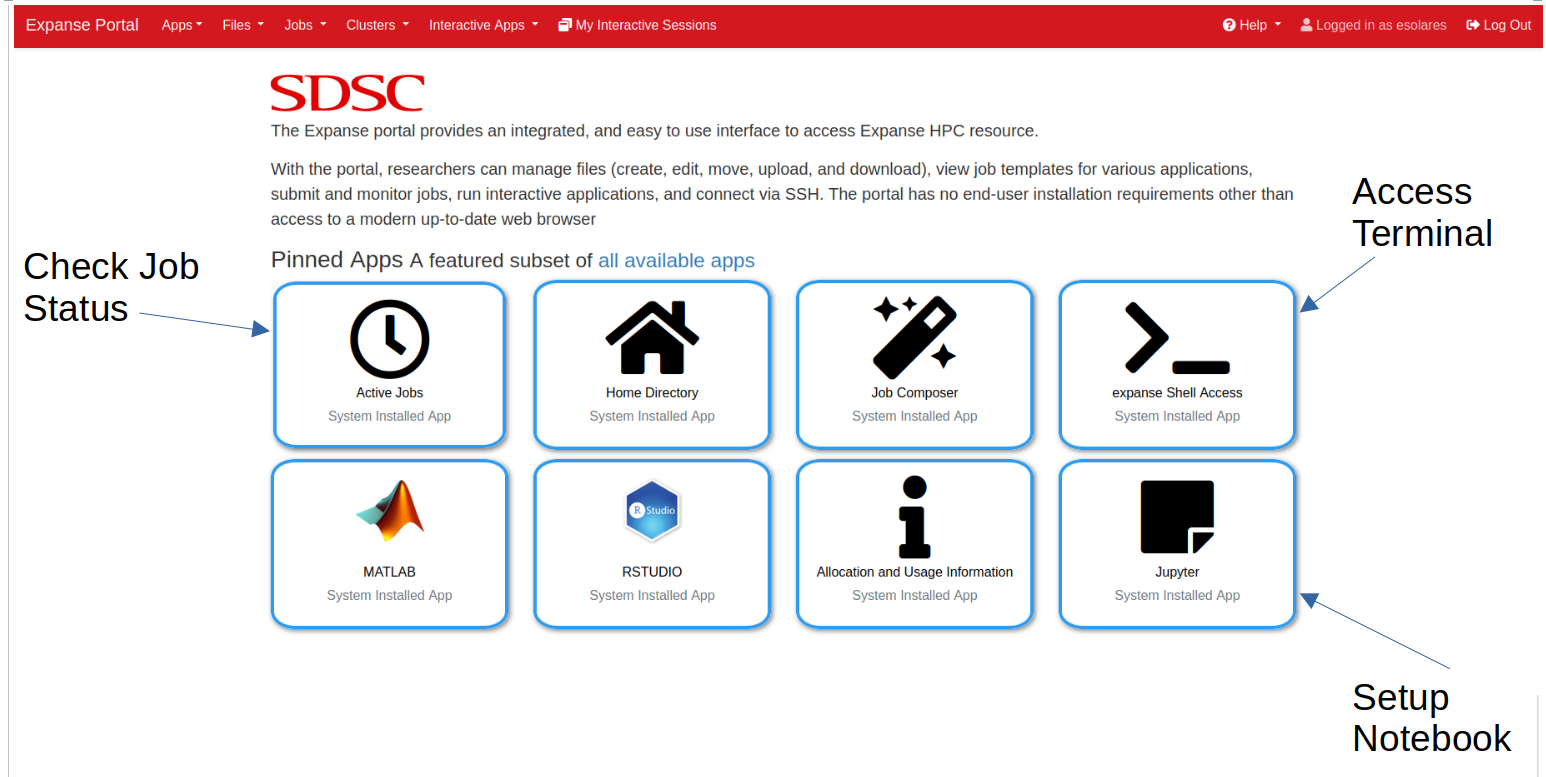 Expanse Portal Apps Files Jobs Clusters Interactive Apps My Interactive Sessions Help Logged in as esolares Log Out
SDSC
The Expanse portal provides an integrated, and easy to use interface to access Expanse HPC resource.
With the portal, researchers can manage files (create, edit, move, upload, and download), view job templates for various applications,
submit and monitor jobs, run interactive applications, and connect via SSH. The portal has no end-user installation requirements other than
access to a modern up-to-date web browser
Access
Terminal
Check Job
Status
Pinned Apps A featured subset of all available apps
Active Jobs
System Installed App
Home Directory
System Installed App
Job Composer
System Installed App
expanse Shell Access
System Installed App
MATLAB
System Installed App
R Studio
RSTUDIO
System Installed App
Allocation and Usage Information
System Installed App
Jupyter
System Installed App
Setup
Notebook